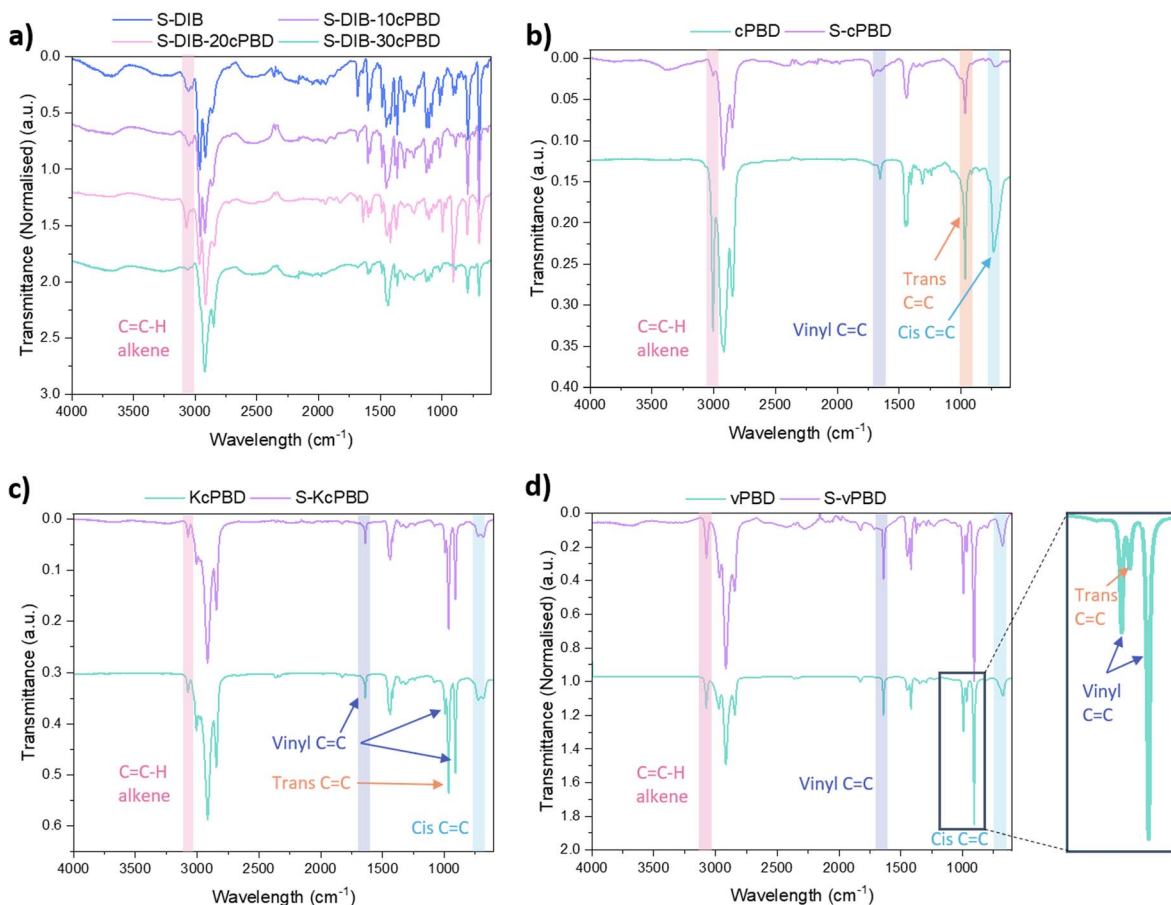 a)
S-DIB S-DIB-10cPBD
S-DIB-20cPBD S-DIB-30cPBD
Transmittance (Normalised) (a.u.)
0.0
0.5
1.0
1.5
2.0
2.5
3.0
C=C-H
alkene
4000 3500 3000 2500 2000 1500 1000
Wavelength (cm⁻¹)
b)
cPBD S-cPBD
Transmittance (a.u.)
0.00
0.05
0.10
0.15
0.20
0.25
0.30
0.35
0.40
C=C-H
alkene
Vinyl C=C
Trans
C=C
Cis C=C
4000 3500 3000 2500 2000 1500 1000
Wavelength (cm⁻¹)
c)
KcPBD S-KcPBD
Transmittance (a.u.)
0.0
0.1
0.2
0.3
0.4
0.5
0.6
C=C-H
alkene
Vinyl C=C
Trans C=C
Cis C=C
4000 3500 3000 2500 2000 1500 1000
Wavelength (cm⁻¹)
d)
vPBD S-vPBD
Transmittance (Normalised) (a.u.)
0.0
0.2
0.4
0.6
0.8
1.0
1.2
1.4
1.6
1.8
2.0
C=C-H
alkene
Vinyl C=C
Cis C=C
4000 3500 3000 2500 2000 1500 1000
Wavelength (cm⁻¹)
Trans
C=C
Vinyl
C=C